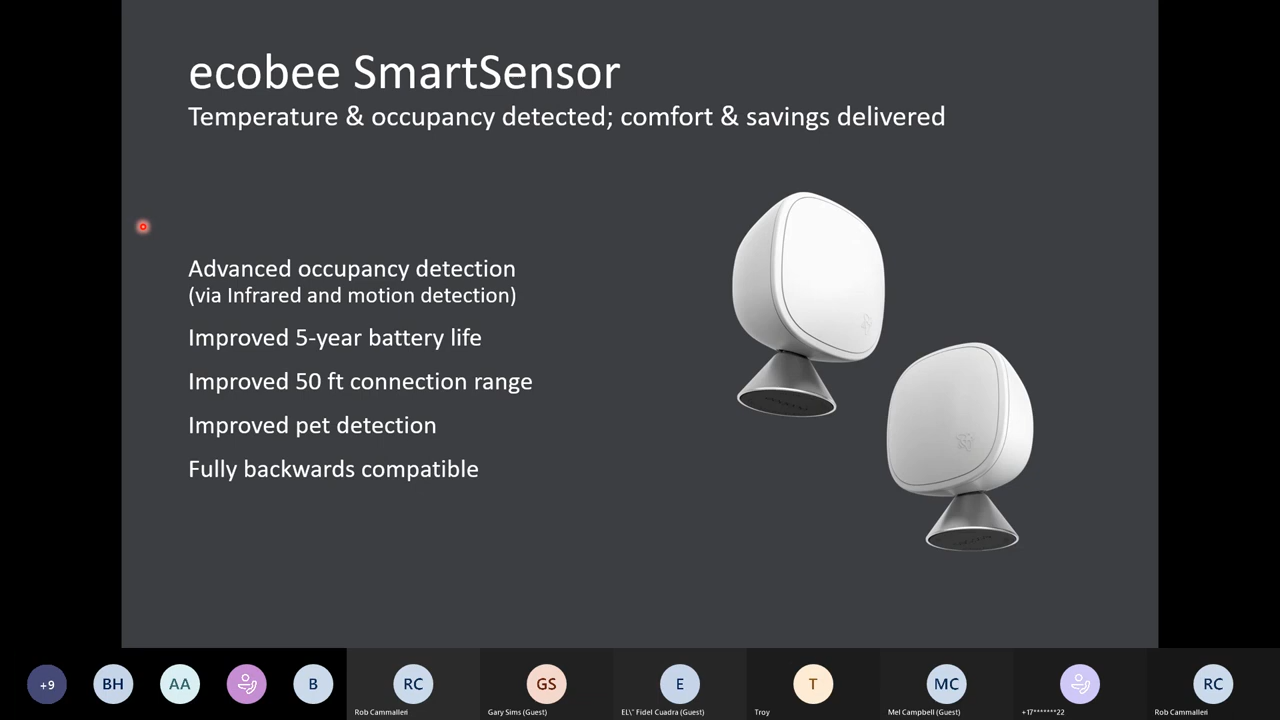 ecobee SmartSensor
Temperature & occupancy detected; comfort & savings delivered
Advanced occupancy detection
(via Infrared and motion detection)
Improved 5-year battery life
Improved 50 ft connection range
Improved pet detection
Fully backwards compatible
+9
BH
AA
B
RC
GS
E
T
MC
RC
Rob Cammalleri
Gary Sims (Guest)
EL\" Fidel Cuadra (Guest)
Troy
Mel Campbell (Guest)
+17*******22
Rob Cammalleri